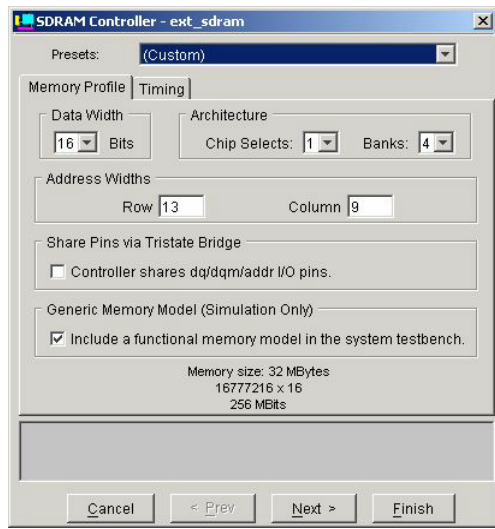 SDRAM Controller - ext_sdram
Presets: (Custom)
Memory Profile Timing
Data Width Architecture
16 Bits Chip Selects: 1 Banks: 4
Address Widths
Row 13 Column 9
Share Pins via Tristate Bridge
Controller shares dq/dqm/addr I/O pins.
Generic Memory Model (Simulation Only)
Include a functional memory model in the system testbench.
Memory size: 32 MBytes
16777216 x 16
256 MBits
Cancel < Prev Next > Finish